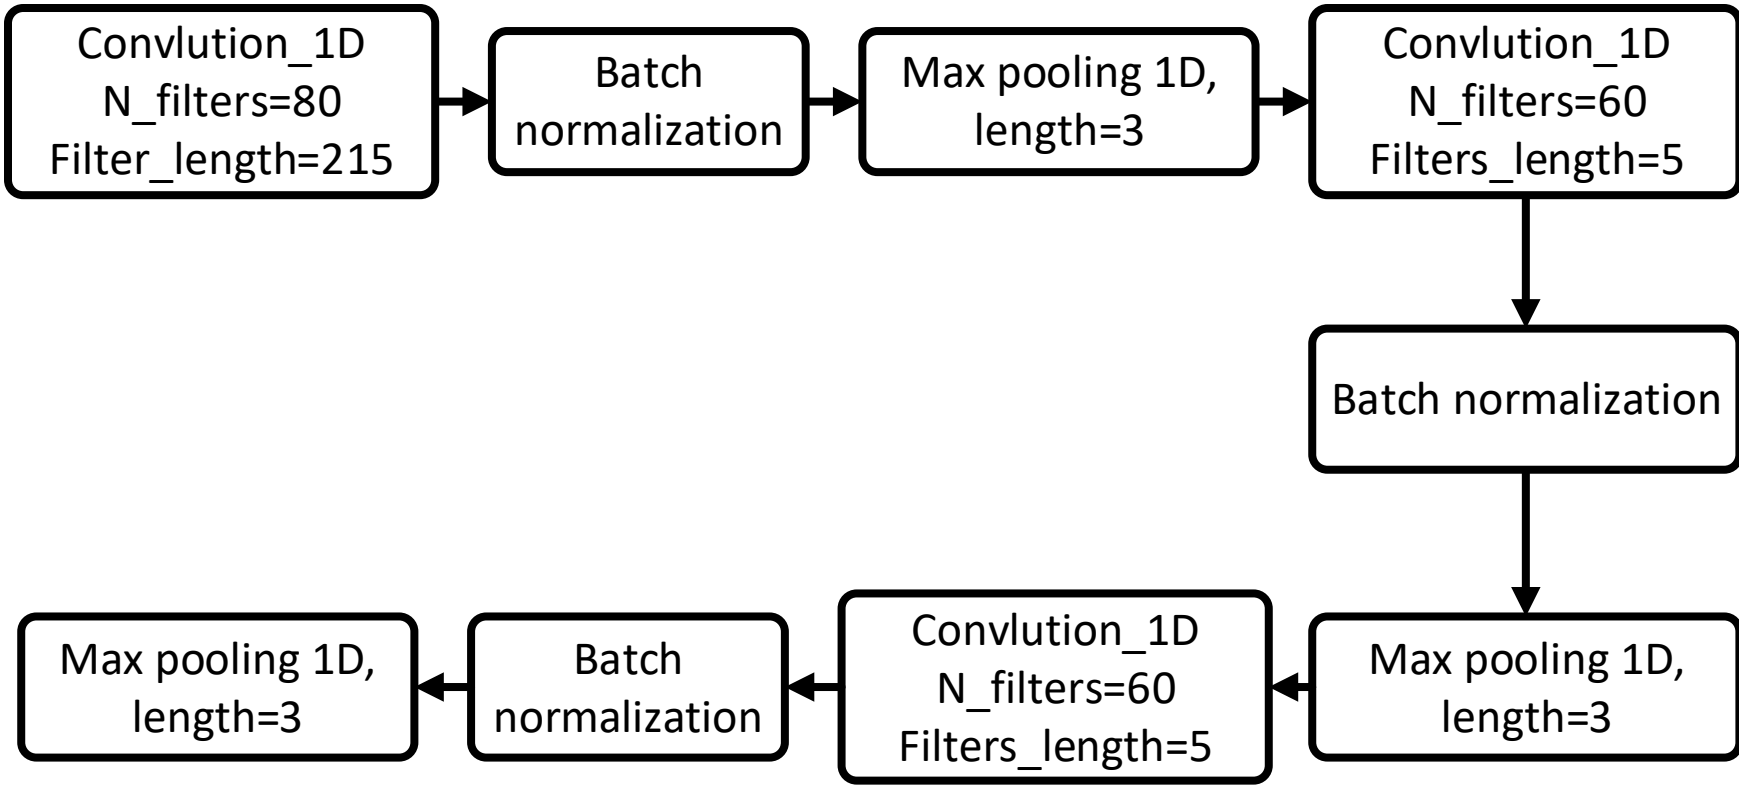 Convlution_1D
N_filters=80
Filter_length=215
Batch
normalization
Max pooling 1D,
length=3
Convlution_1D
N_filters=60
Filters_length=5
Batch normalization
Max pooling 1D,
length=3
Convlution_1D
N_filters=60
Filters_length=5
Batch
normalization
Max pooling 1D,
length=3